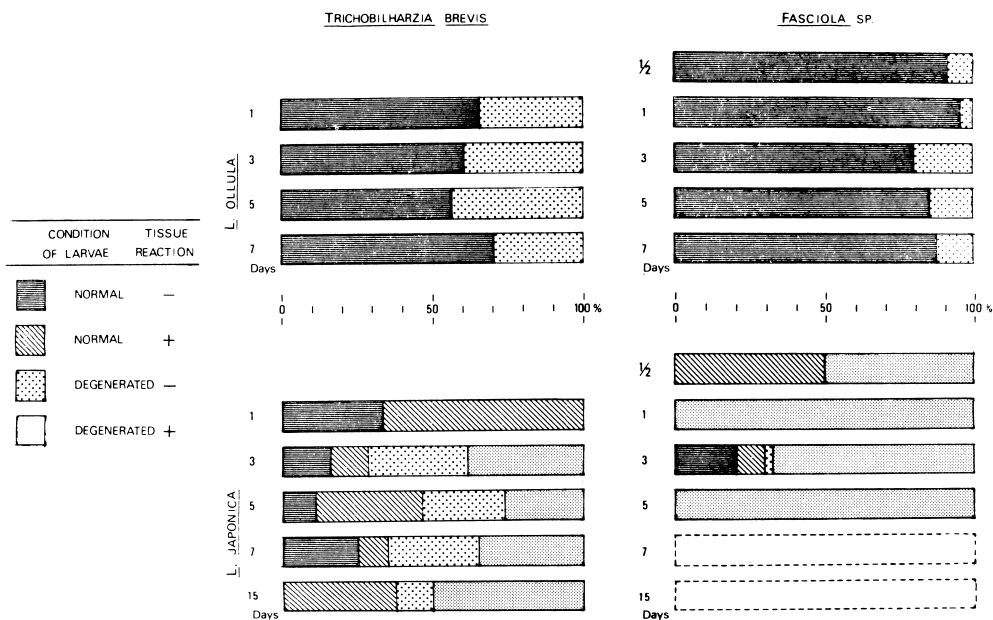 TRICHOBILHARZIA BREVIS
FASCIOLA SP.
L. OLLULA
1
3
5
7
Days
½
1
3
5
7
Days
CONDITION OF LARVAE
TISSUE REACTION
NORMAL −
NORMAL +
DEGENERATED −
DEGENERATED +
0 50 100 %
0 50 100 %
L. JAPONICA
1
3
5
7
15
Days
½
1
3
5
7
15
Days